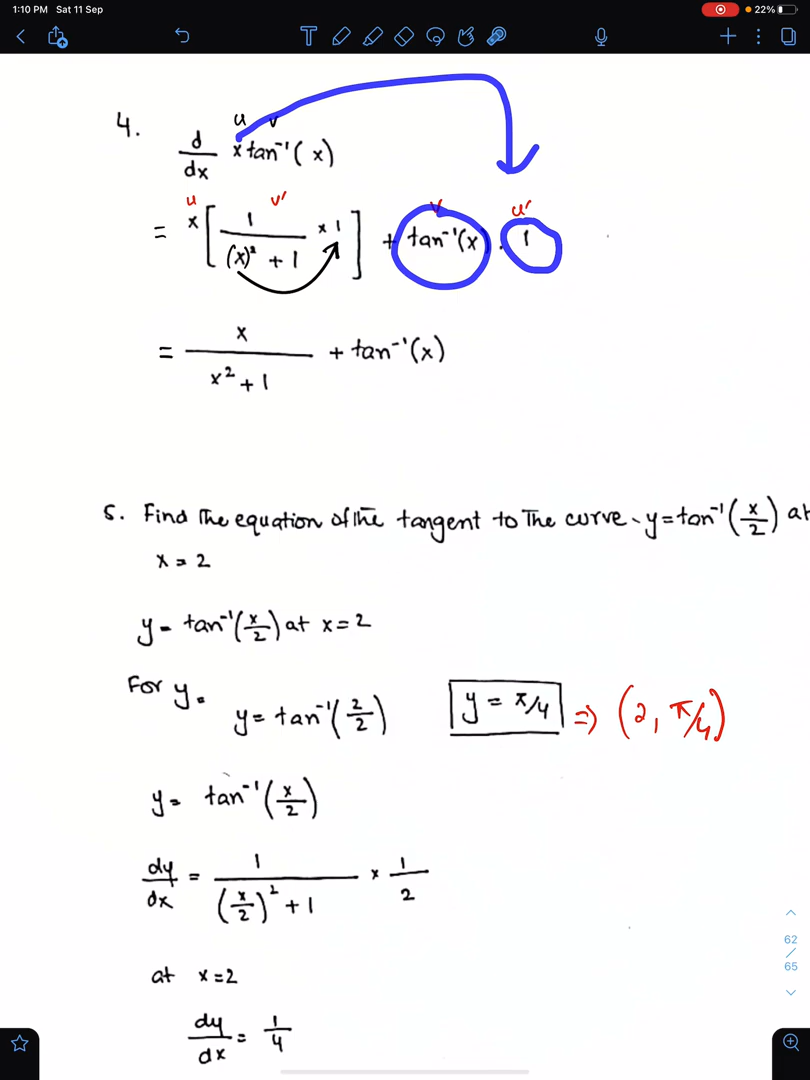 1:10 PM Sat 11 Sep
22%
4. d/dx x tan⁻¹(x)
u v
u v' v u'
= x[1/((x)² + 1) × 1] + tan⁻¹(x) . 1
= x/(x² + 1) + tan⁻¹(x)
5. Find The equation of the tangent to The curve - y = tan⁻¹(x/2) at
x = 2
y = tan⁻¹(x/2) at x = 2
For y =
y = tan⁻¹(2/2) y = π/4 ⇒ (2, π/4)
y = tan⁻¹(x/2)
dy/dx = 1/((x/2)² + 1) × 1/2
at x = 2
dy/dx = 1/4
62
/
65